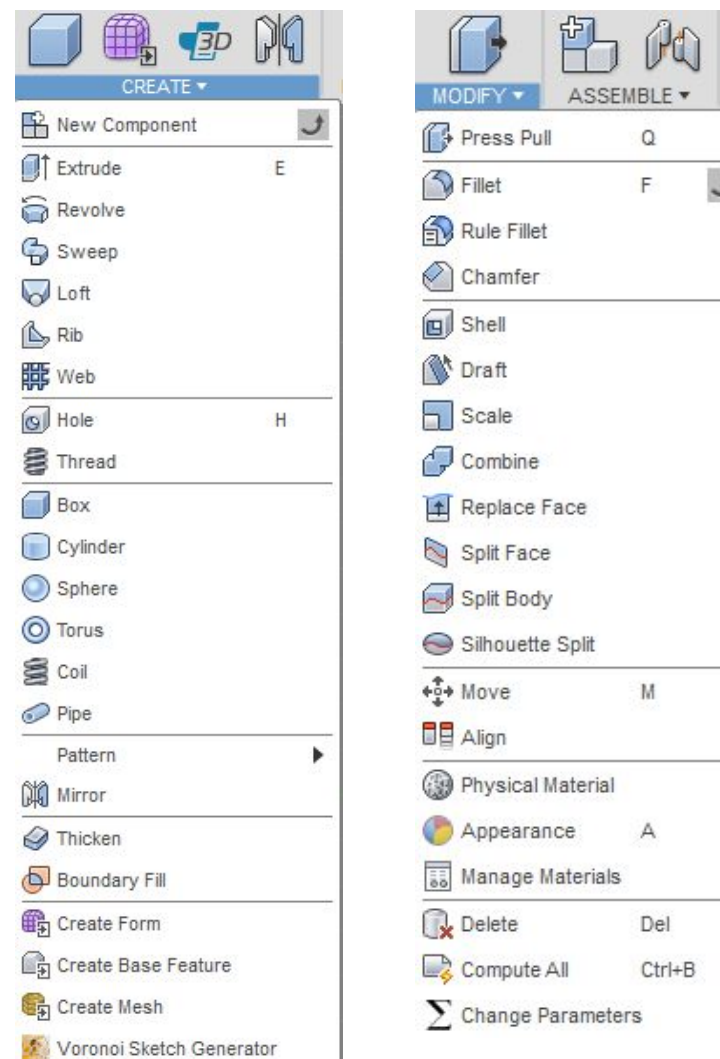 3D
CREATE ▾
New Component
Extrude E
Revolve
Sweep
Loft
Rib
Web
Hole H
Thread
Box
Cylinder
Sphere
Torus
Coil
Pipe
Pattern
Mirror
Thicken
Boundary Fill
Create Form
Create Base Feature
Create Mesh
Voronoi Sketch Generator
MODIFY ▾ ASSEMBLE ▾
Press Pull Q
Fillet F
Rule Fillet
Chamfer
Shell
Draft
Scale
Combine
Replace Face
Split Face
Split Body
Silhouette Split
Move M
Align
Physical Material
Appearance A
Manage Materials
Delete Del
Compute All Ctrl+B
Change Parameters